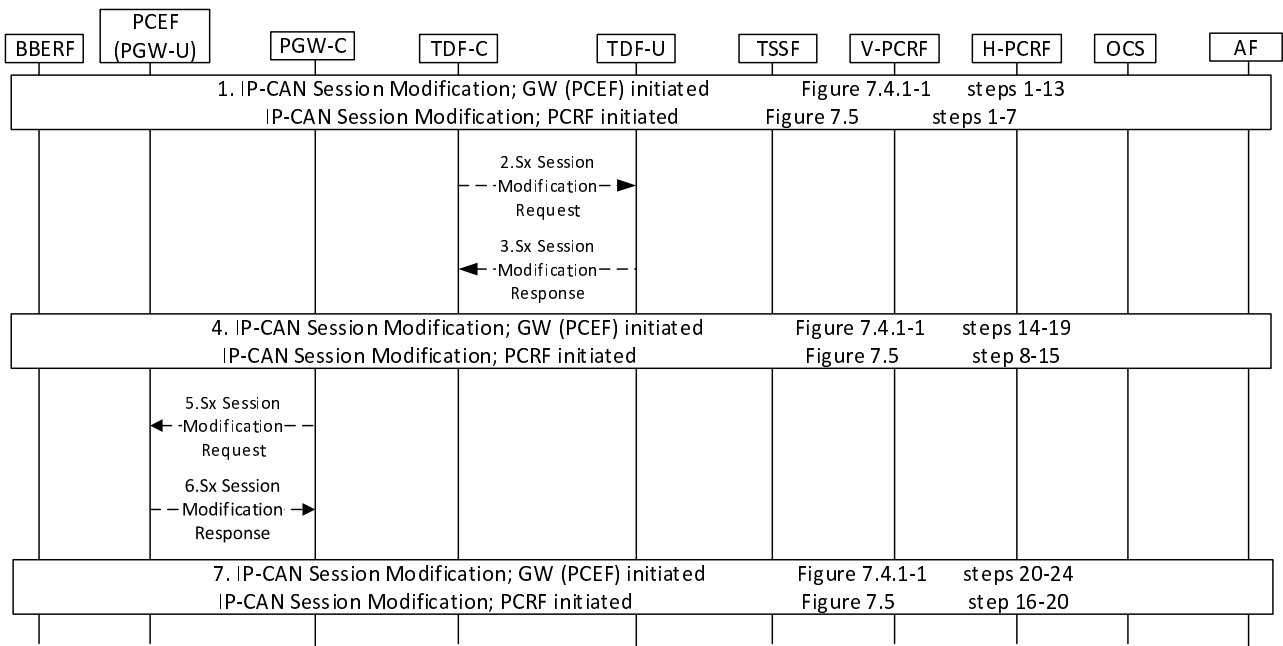 PCEF
(PGW-U)
BBERF
PGW-C
TDF-C
TDF-U
TSSF
V-PCRF
H-PCRF
OCS
AF
1. IP-CAN Session Modification; GW (PCEF) initiated Figure 7.4.1-1 steps 1-13
IP-CAN Session Modification; PCRF initiated Figure 7.5 steps 1-7
2.Sx Session
Modification
Request
3.Sx Session
Modification
Response
4. IP-CAN Session Modification; GW (PCEF) initiated Figure 7.4.1-1 steps 14-19
IP-CAN Session Modification; PCRF initiated Figure 7.5 step 8-15
5.Sx Session
Modification
Request
6.Sx Session
Modification
Response
7. IP-CAN Session Modification; GW (PCEF) initiated Figure 7.4.1-1 steps 20-24
IP-CAN Session Modification; PCRF initiated Figure 7.5 step 16-20